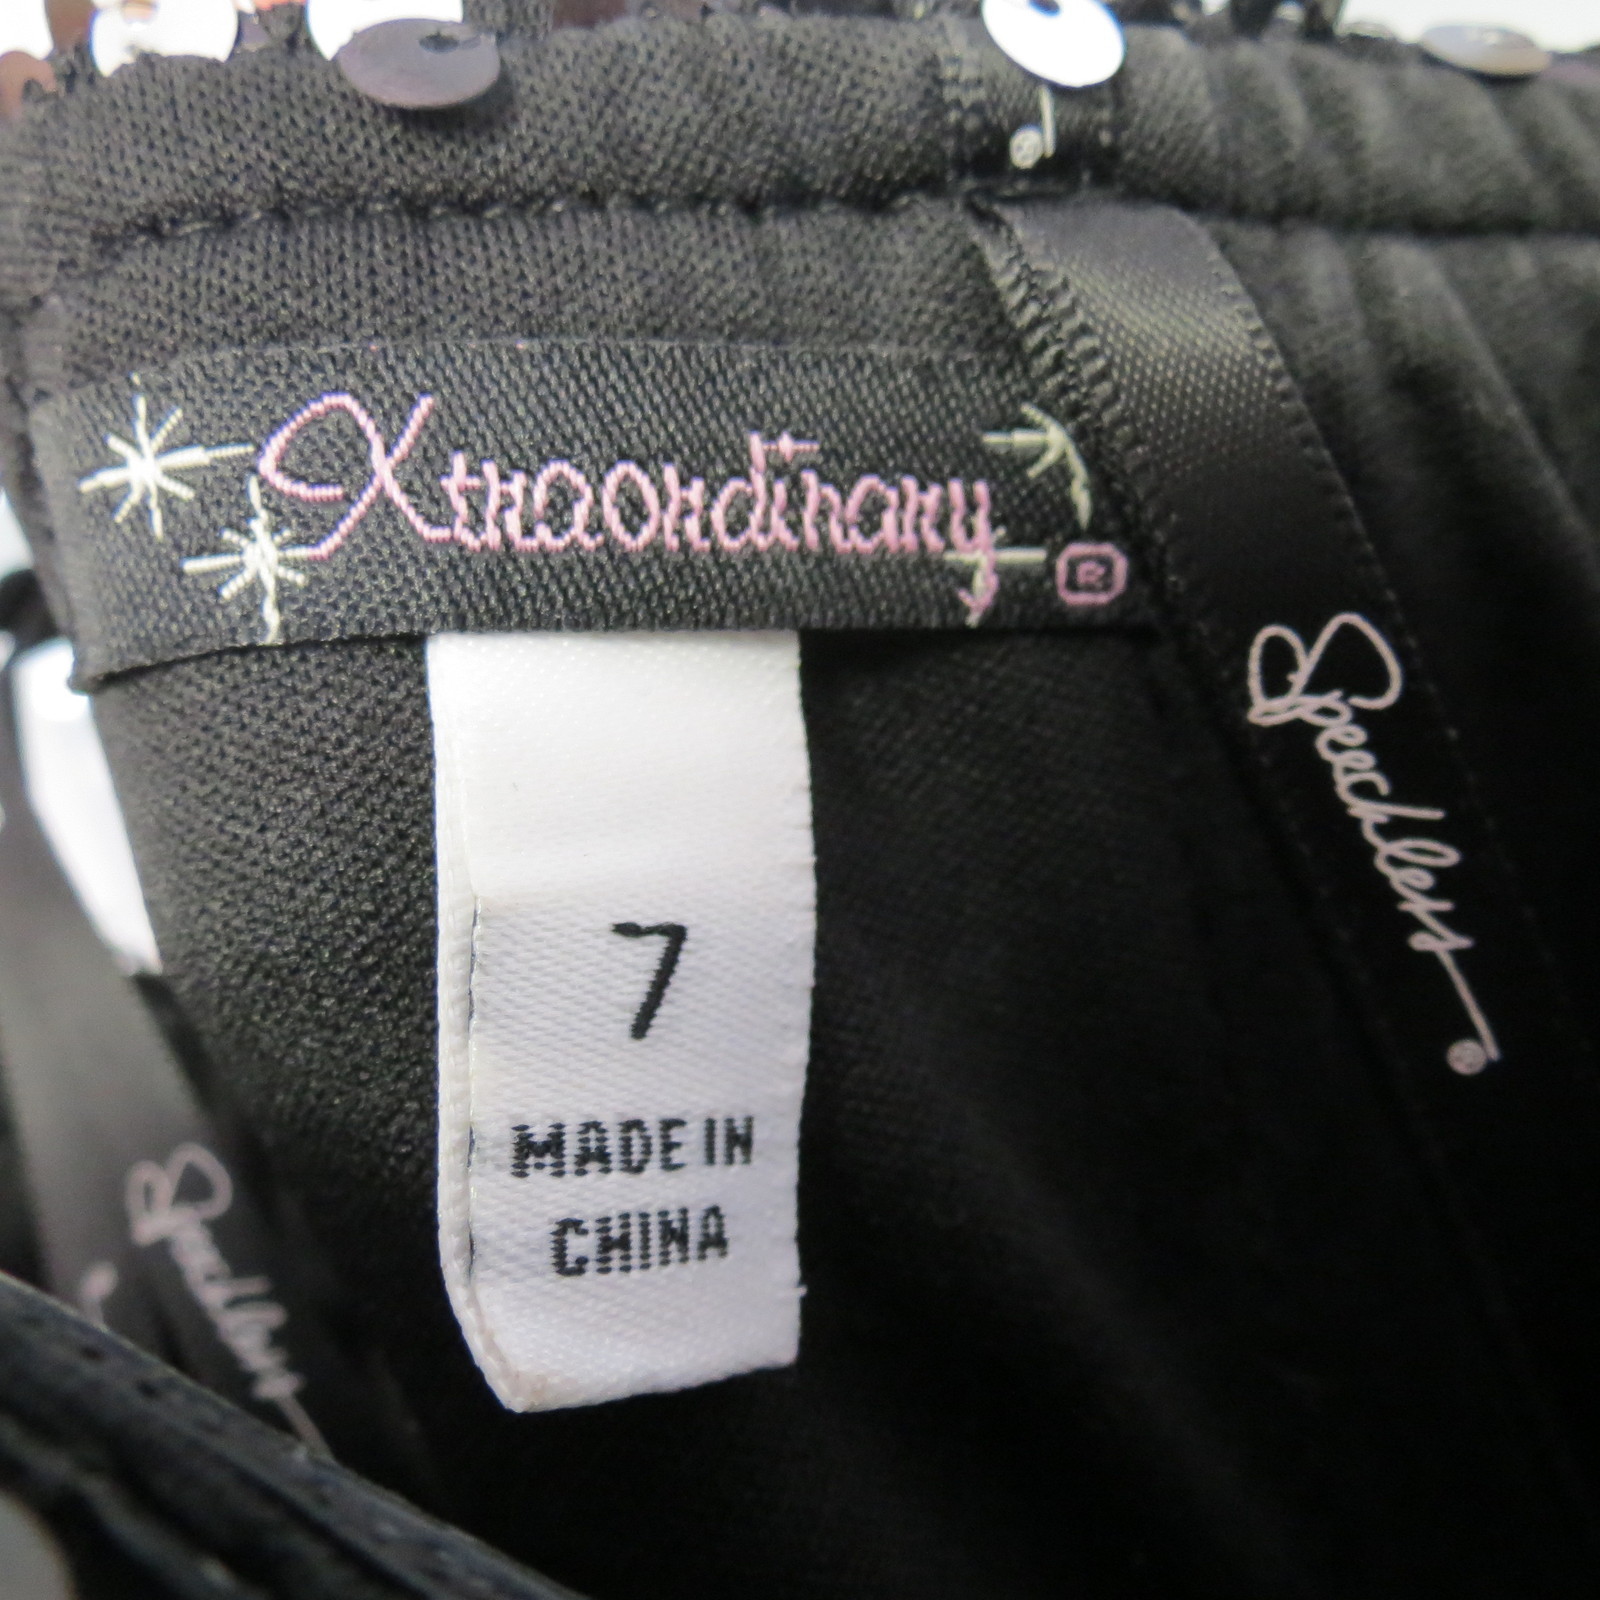 Xtraordinary ®
7
MADE IN
CHINA
Speechless ®
Speechless
®